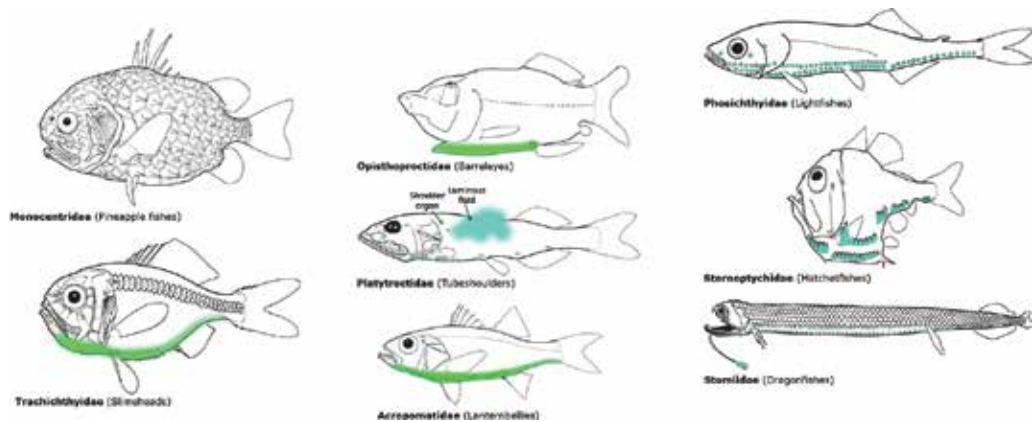 Monocentridae (Pineapple fishes)
Trachichthyidae (Slimeheads)
Opisthoproctidae (Barreleyes)
Shoulder organ
Luminous fluid
Platytroctidae (Tubeshoulders)
Acropomatidae (Lanternbellies)
Phosichthyidae (Lightfishes)
Sternoptychidae (Hatchetfishes)
Stomiidae (Dragonfishes)